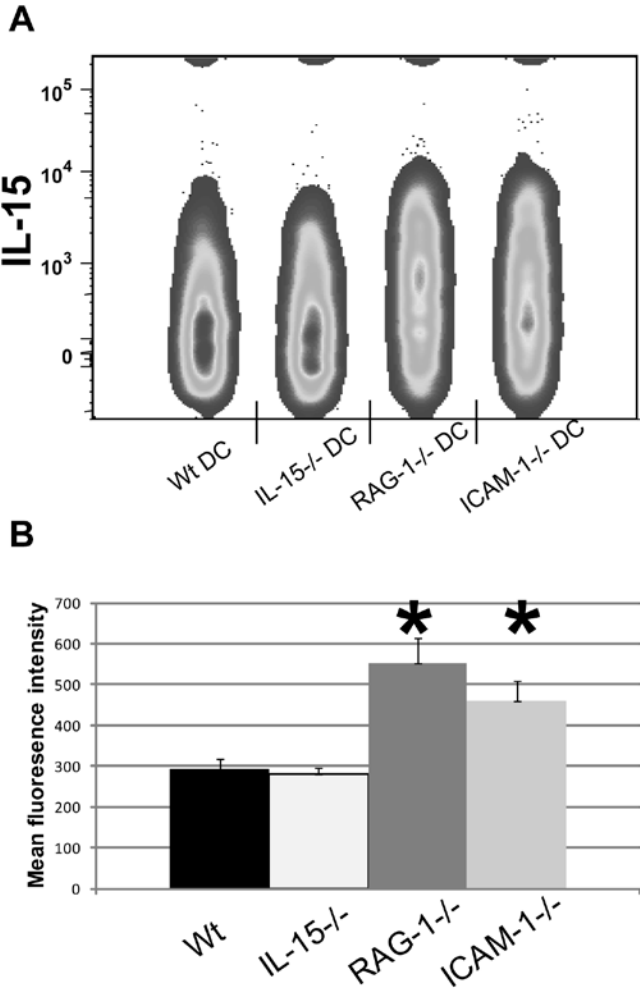 A
IL-15
10^5
10^4
10^3
0
Wt DC
IL-15-/- DC
RAG-1-/- DC
ICAM-1-/- DC
B
Mean fluoresence intensity
700
600
500
400
300
200
100
0
* *
Wt
IL-15-/-
RAG-1-/-
ICAM-1-/-